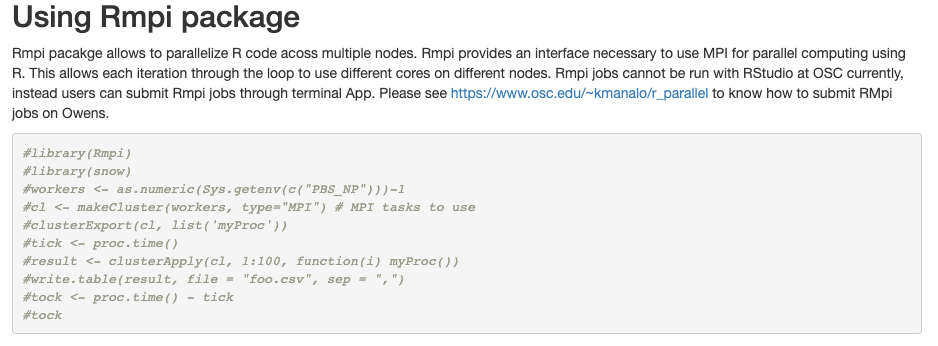 Using Rmpi package
Rmpi pacakge allows to parallelize R code acoss multiple nodes. Rmpi provides an interface necessary to use MPI for parallel computing using
R. This allows each iteration through the loop to use different cores on different nodes. Rmpi jobs cannot be run with RStudio at OSC currently,
instead users can submit Rmpi jobs through terminal App. Please see https://www.osc.edu/~kmanalo/r_parallel to know how to submit RMpi
jobs on Owens.
#library(Rmpi)
#library(snow)
#workers <- as.numeric(Sys.getenv(c("PBS_NP")))-1
#cl <- makeCluster(workers, type="MPI") # MPI tasks to use
#clusterExport(cl, list('myProc'))
#tick <- proc.time()
#result <- clusterApply(cl, 1:100, function(i) myProc())
#write.table(result, file = "foo.csv", sep = ",")
#tock <- proc.time() - tick
#tock